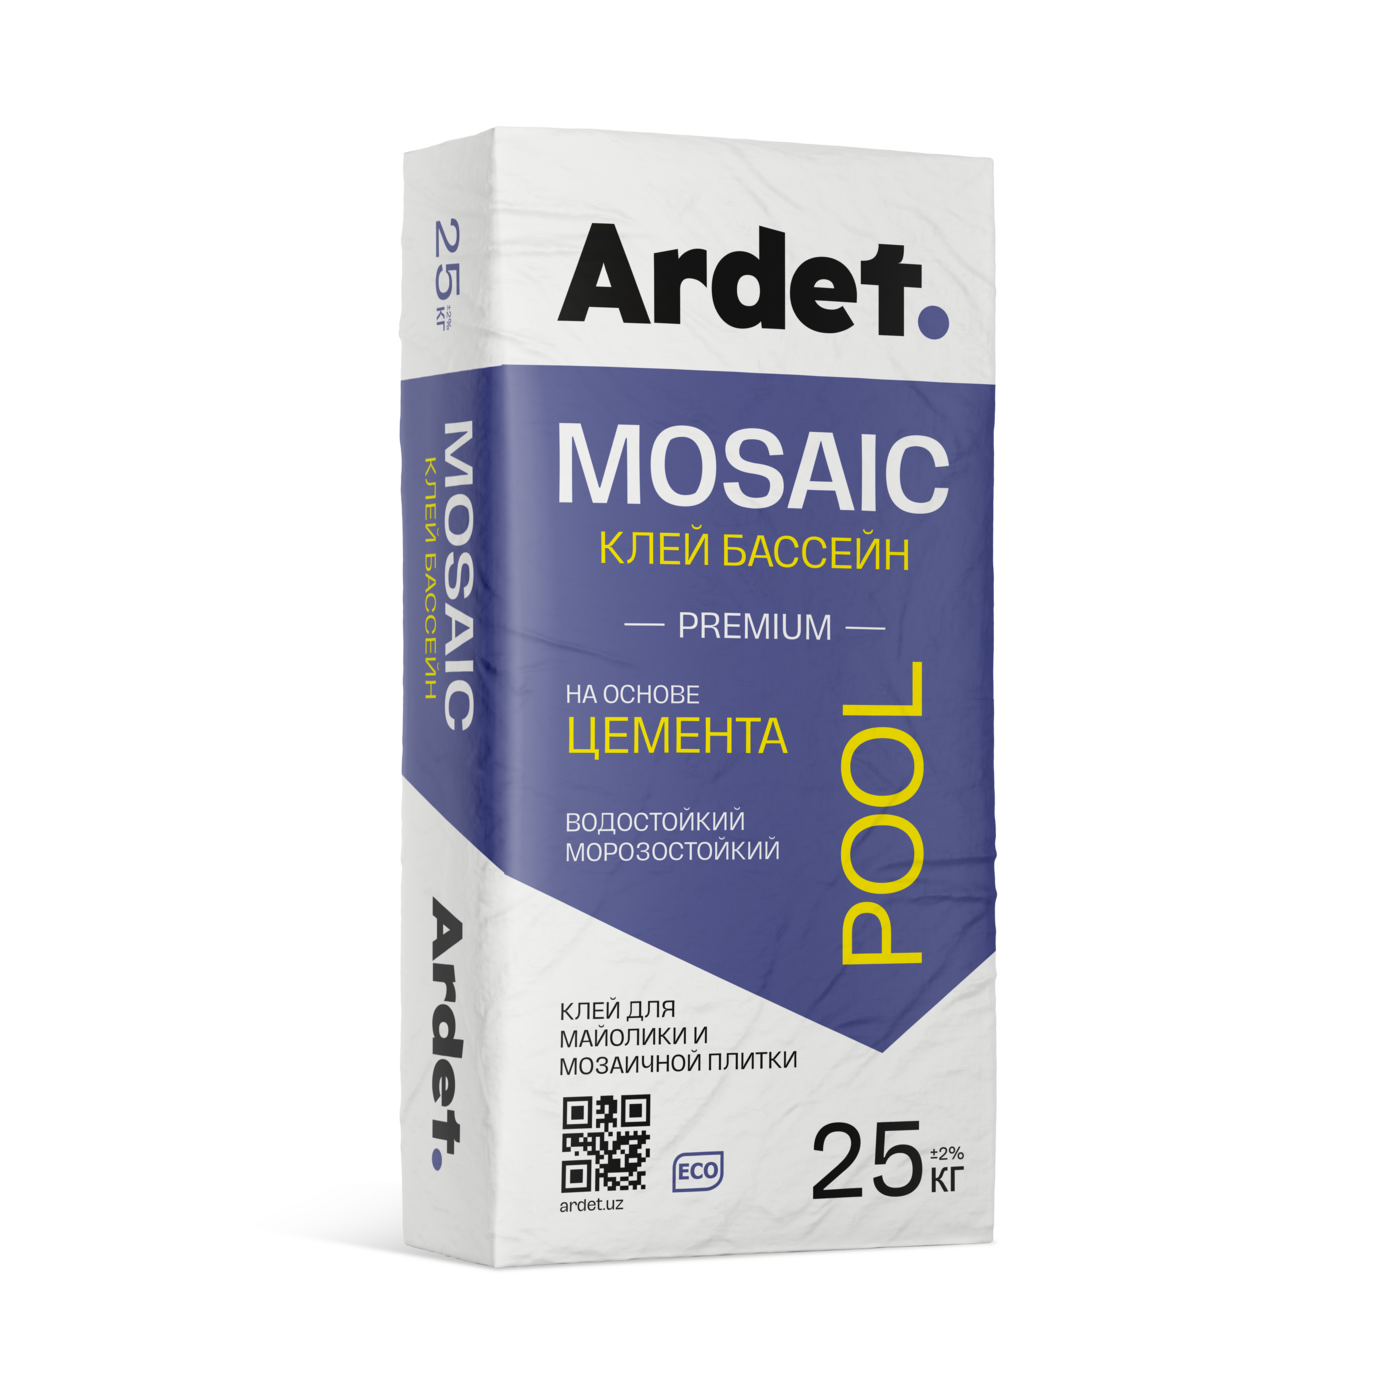 Ardet.
MOSAIC
КЛЕЙ БАССЕЙН
PREMIUM
НА ОСНОВЕ
ЦЕМЕНТА
ВОДОСТОЙКИЙ
МОРОЗОСТОЙКИЙ
POOL
КЛЕЙ ДЛЯ
МАЙОЛИКИ И
МОЗАИЧНОЙ ПЛИТКИ
ardet.uz
ECO
25 ±2% КГ
25 ±2% КГ
MOSAIC
КЛЕЙ БАССЕЙН
Ardet.